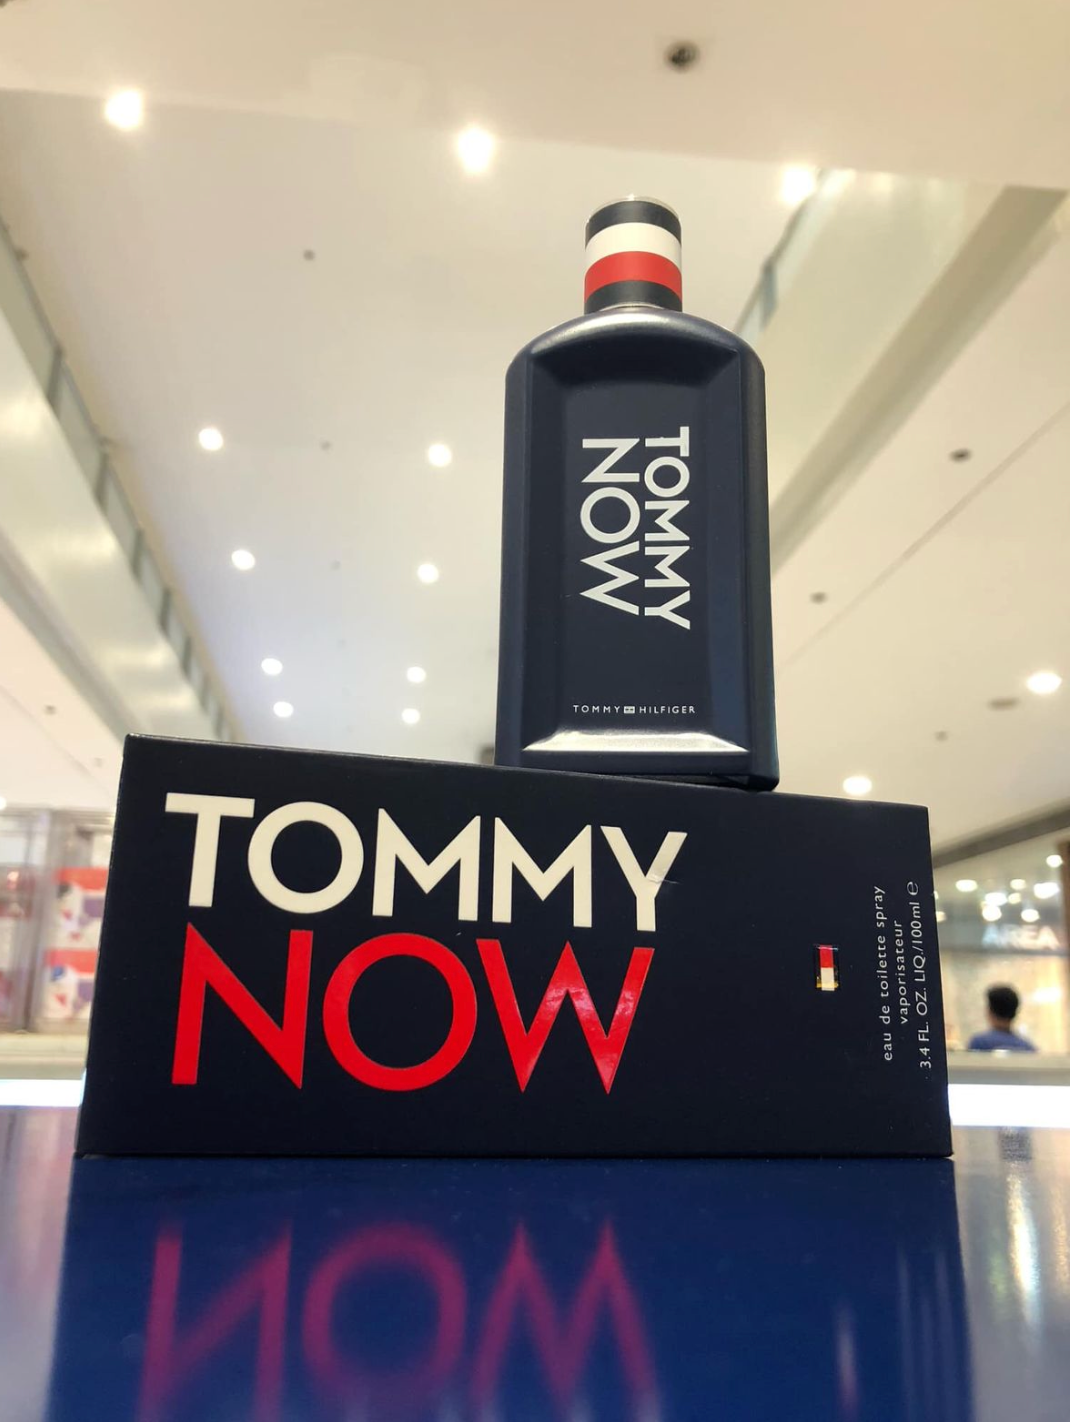 TOMMY
NOW
TOMMY HILFIGER
TOMMY
NOW
eau de toilette spray
vaporisateur
3.4 FL. OZ. LIQ/100ml ℮
AREA